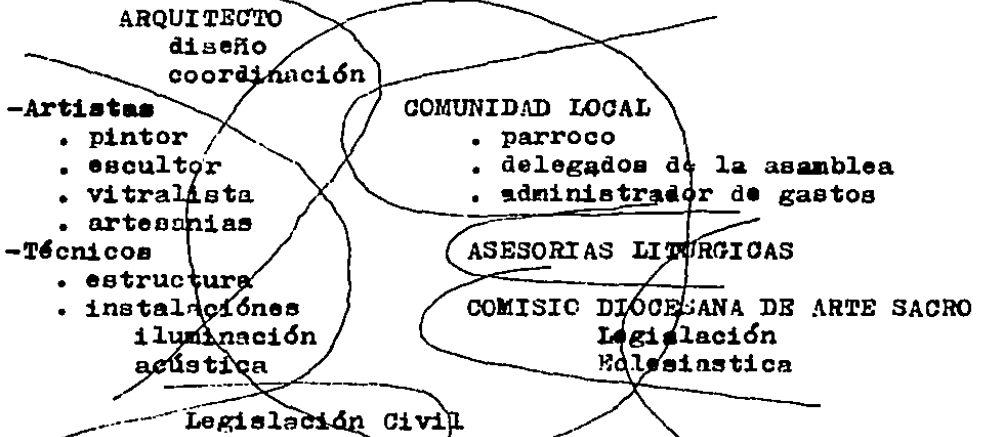 ARQUITECTO
diseño
coordinación
-Artistas
. pintor
. escultor
. vitralista
. artesanias
-Técnicos
. estructura
. instalaciónes
iluminación
acústica
Legislación Civil
COMUNIDAD LOCAL
. parroco
. delegados de la asamblea
. administrador de gastos
ASESORIAS LITURGICAS
COMISIO DIOCESANA DE ARTE SACRO
Legislación
Eclesiastica